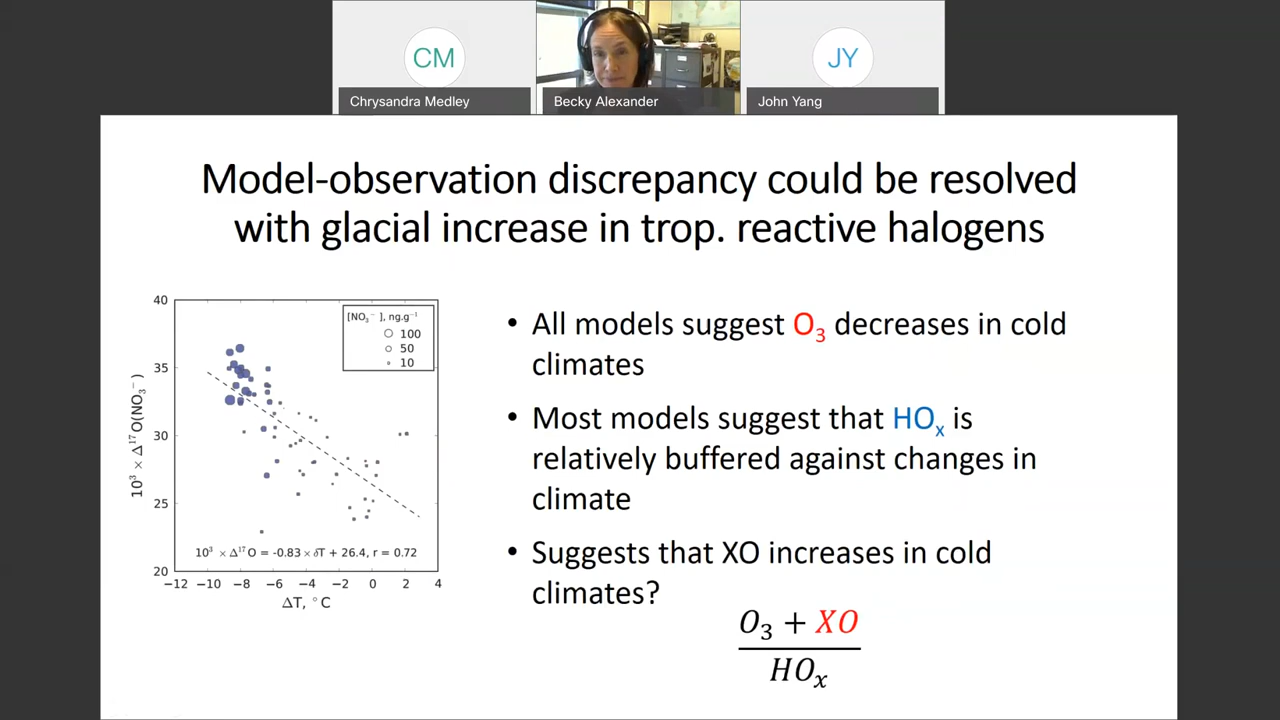 CM
JY
Chrysandra Medley
Becky Alexander
John Yang
Model-observation discrepancy could be resolved
with glacial increase in trop. reactive halogens
40
35
30
25
20
10³ × Δ¹⁷O(NO₃⁻)
[NO₃⁻], ng.g⁻¹
100
50
10
10³ × Δ¹⁷O = -0.83×δT + 26.4, r = 0.72
−12 −10 −8 −6 −4 −2 0 2 4
ΔT, °C
• All models suggest O₃ decreases in cold
climates
• Most models suggest that HOₓ is
relatively buffered against changes in
climate
• Suggests that XO increases in cold
climates?
O₃ + XO
HOₓ